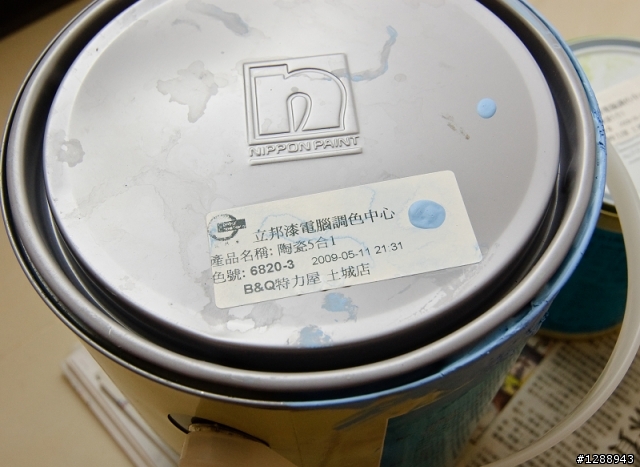 NIPPON PAINT
立邦漆電腦調色中心
產品名稱: 陶瓷5合1
色號: 6820-3 2009-05-11 21:31
B&Q特力屋 土城店
#1288943